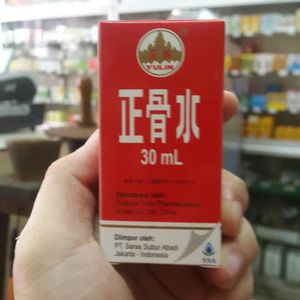 YULIN
正骨水
30 mL
Diproduksi oleh:
Guangxi Yulin Pharmaceutical
Group Co., Ltd-China
Diimpor oleh:
PT. Saras Subur Abadi
Jakarta - Indonesia
SSA